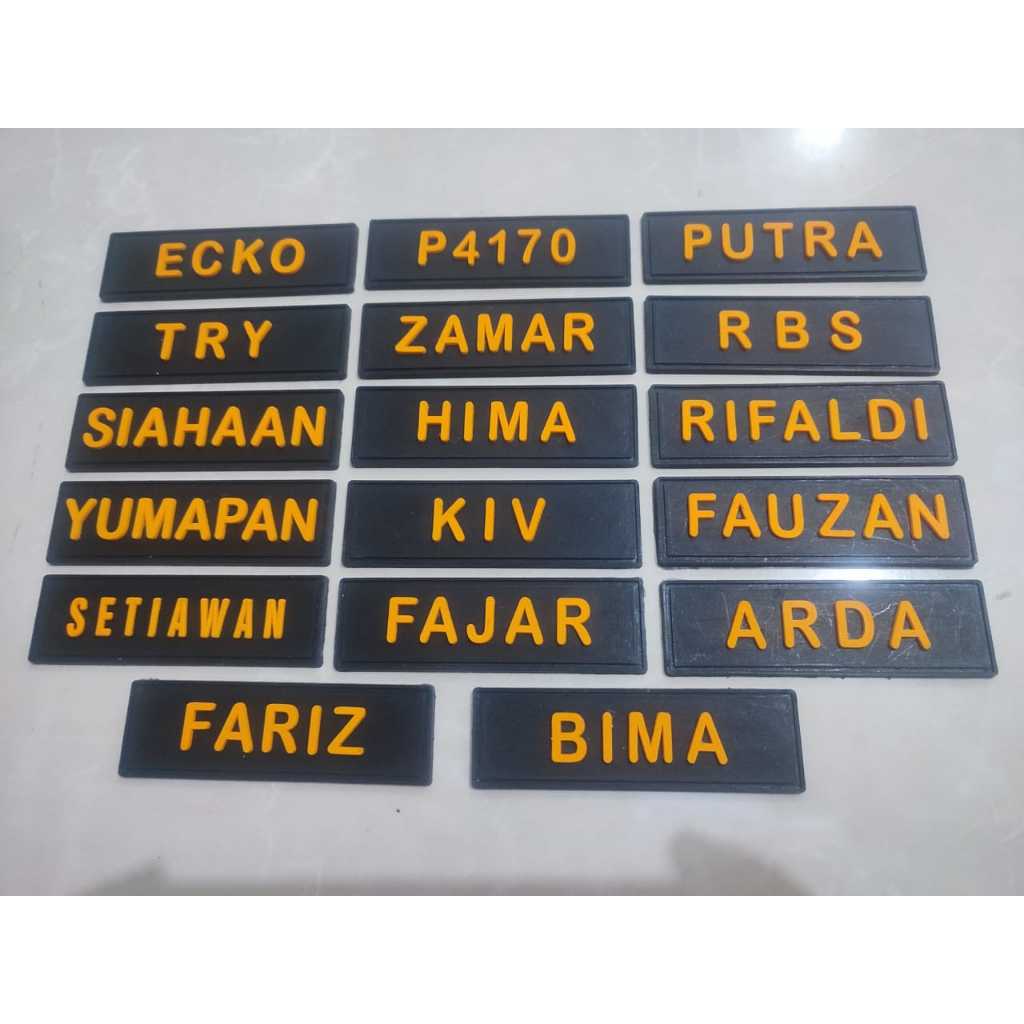 ECKO
P4170
PUTRA
TRY
ZAMAR
RBS
SIAHAAN
HIMA
RIFALDI
YUMAPAN
KIV
FAUZAN
SETIAWAN
FAJAR
ARDA
FARIZ
BIMA